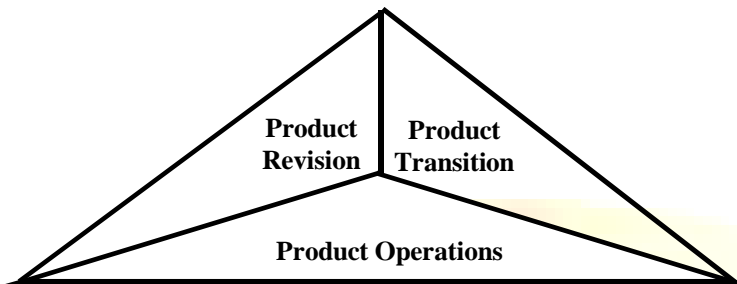 Product
Revision
Product
Transition
Product Operations